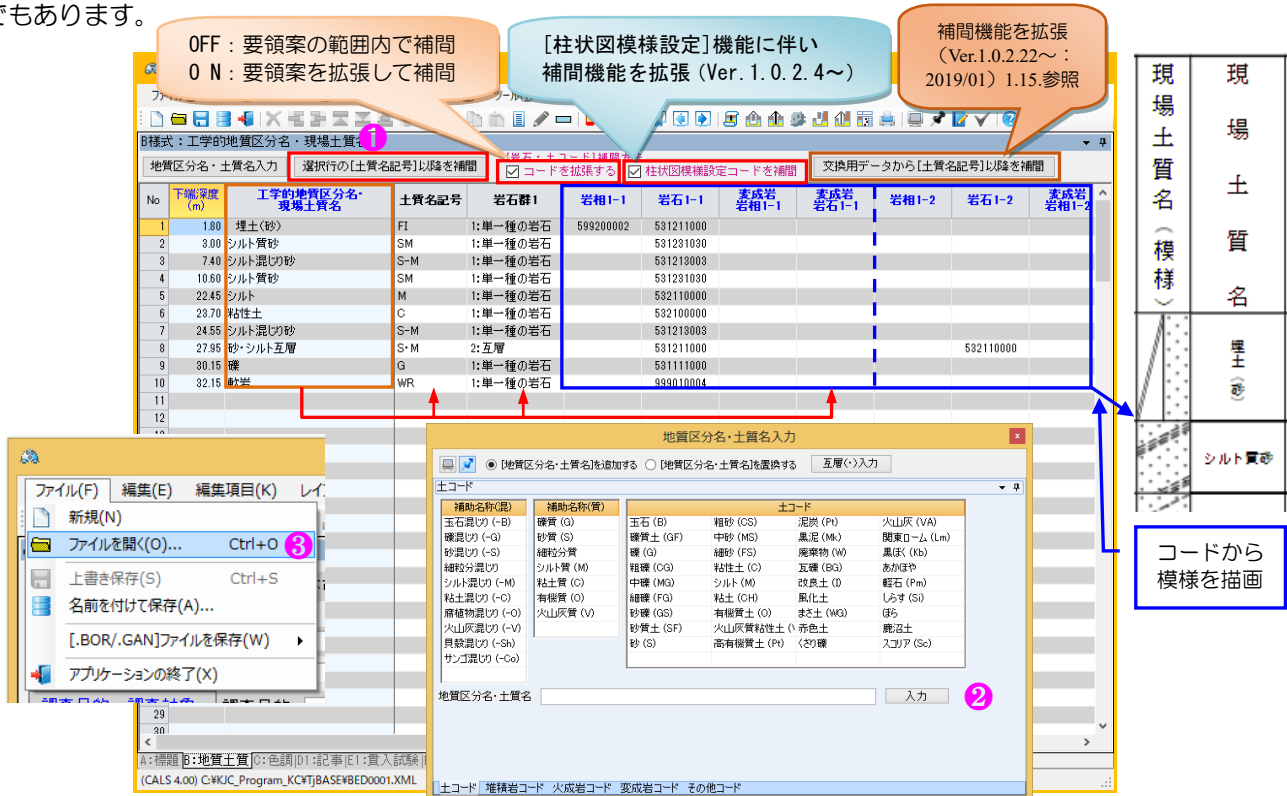 でもあります。
OFF：要領案の範囲内で補間
O N：要領案を拡張して補間
[柱状図模様設定]機能に伴い
補間機能を拡張(Ver.1.0.2.4～)
補間機能を拡張
（Ver.1.0.2.22～：
2019/01）1.15.参照
B様式：工学的地質区分名・現場土質名
❶
地質区分名・土質名入力 選択行の[土質名記号]以降を補間 コードを拡張する 柱状図模様設定コードを補間 交換用データから[土質名記号]以降を補間
No 下端深度(m) 工学的地質区分名・現場土質名 土質名記号 岩石群1 岩相1-1 岩石1-1 変成岩岩相1-1 変成岩岩石1-1 岩相1-2 岩石1-2 変成岩岩相1-2
1 1.80 埋土(砂) FI 1:単一種の岩石 599200002 531211000
2 3.00 シルト質砂 SM 1:単一種の岩石 531231030
3 7.40 シルト混じり砂 S-M 1:単一種の岩石 531213003
4 10.60 シルト質砂 SM 1:単一種の岩石 531231030
5 22.45 シルト M 1:単一種の岩石 532110000
6 23.70 粘性土 C 1:単一種の岩石 532100000
7 24.55 シルト混じり砂 S-M 1:単一種の岩石 531213003
8 27.95 砂・シルト互層 S・M 2:互層 531211000 532110000
9 30.15 礫 G 1:単一種の岩石 531111000
10 32.15 軟岩 WR 1:単一種の岩石 999010004
11
12
29
30
現場土質名（模様）
現場土質名
埋土（砂）
シルト質砂
コードから
模様を描画
ファイル(F) 編集(E) 編集項目(K)
新規(N)
ファイルを開く(O)... Ctrl+O
❸
上書き保存(S) Ctrl+S
名前を付けて保存(A)...
[.BOR/.GAN]ファイルを保存(W)
アプリケーションの終了(X)
地質区分名・土質名入力
x
[地質区分名・土質名]を追加する [地質区分名・土質名]を置換する 互層(・)入力
土コード
補助名称(混) 補助名称(質) 土コード
玉石混じり (-B) 礫質 (G) 玉石 (B) 粗砂 (CS) 泥炭 (Pt) 火山灰 (VA)
礫混じり (-G) 砂質 (S) 礫質土 (GF) 中砂 (MS) 黒泥 (Mk) 関東ローム (Lm)
砂混じり (-S) 細粒分質 礫 (G) 細砂 (FS) 廃棄物 (W) 黒ぼく (Kb)
細粒分混じり シルト質 (M) 粗礫 (CG) 粘性土 (C) 瓦礫 (BG) あかほや
シルト混じり (-M) 粘土質 (C) 中礫 (MG) シルト (M) 改良土 (I) 軽石 (Pm)
粘土混じり (-C) 有機質 (O) 細礫 (FG) 粘土 (CH) 風化土 しらす (Si)
腐植物混じり (-O) 火山灰質 (V) 砂礫 (GS) 有機質土 (O) まさ土 (WG) ぼら
火山灰混じり (-V) 砂質土 (SF) 火山灰質粘性土 (V 赤色土 鹿沼土
貝殻混じり (-Sh) 砂 (S) 高有機質土 (Pt) くさり礫 スコリア (Sc)
サンゴ混じり (-Co)
地質区分名・土質名 入力
❷
土コード 堆積岩コード 火成岩コード 変成岩コード その他コード
A:標題 B:地質土質 C:色調 D1:記事 E1:貫入試験
(CALS 4.00) C:¥KJC_Program_KC¥TjBASE¥BED0001.XML